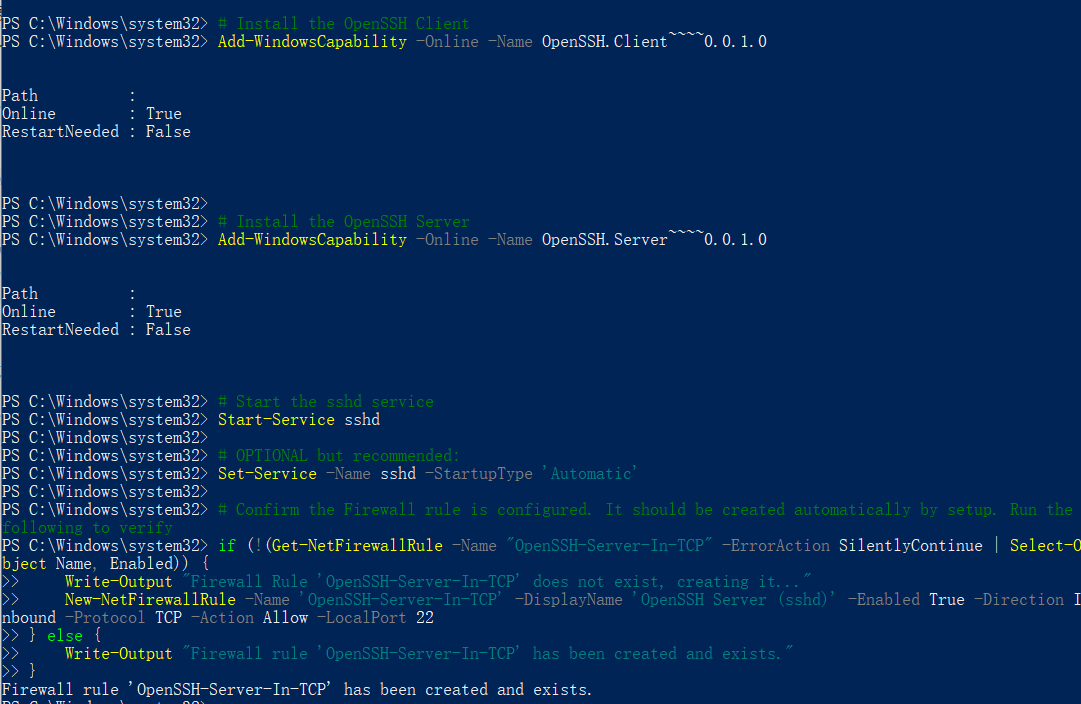 PS C:\Windows\system32> # Install the OpenSSH Client
PS C:\Windows\system32> Add-WindowsCapability -Online -Name OpenSSH.Client~~~~0.0.1.0
Path          :
Online        : True
RestartNeeded : False
PS C:\Windows\system32>
PS C:\Windows\system32> # Install the OpenSSH Server
PS C:\Windows\system32> Add-WindowsCapability -Online -Name OpenSSH.Server~~~~0.0.1.0
Path          :
Online        : True
RestartNeeded : False
PS C:\Windows\system32> # Start the sshd service
PS C:\Windows\system32> Start-Service sshd
PS C:\Windows\system32>
PS C:\Windows\system32> # OPTIONAL but recommended:
PS C:\Windows\system32> Set-Service -Name sshd -StartupType 'Automatic'
PS C:\Windows\system32>
PS C:\Windows\system32> # Confirm the Firewall rule is configured. It should be created automatically by setup. Run the
following to verify
PS C:\Windows\system32> if (!(Get-NetFirewallRule -Name "OpenSSH-Server-In-TCP" -ErrorAction SilentlyContinue | Select-O
bject Name, Enabled)) {
>>     Write-Output "Firewall Rule 'OpenSSH-Server-In-TCP' does not exist, creating it..."
>>     New-NetFirewallRule -Name 'OpenSSH-Server-In-TCP' -DisplayName 'OpenSSH Server (sshd)' -Enabled True -Direction I
nbound -Protocol TCP -Action Allow -LocalPort 22
>> } else {
>>     Write-Output "Firewall rule 'OpenSSH-Server-In-TCP' has been created and exists."
>> }
Firewall rule 'OpenSSH-Server-In-TCP' has been created and exists.
PS C:\Windows\system32>